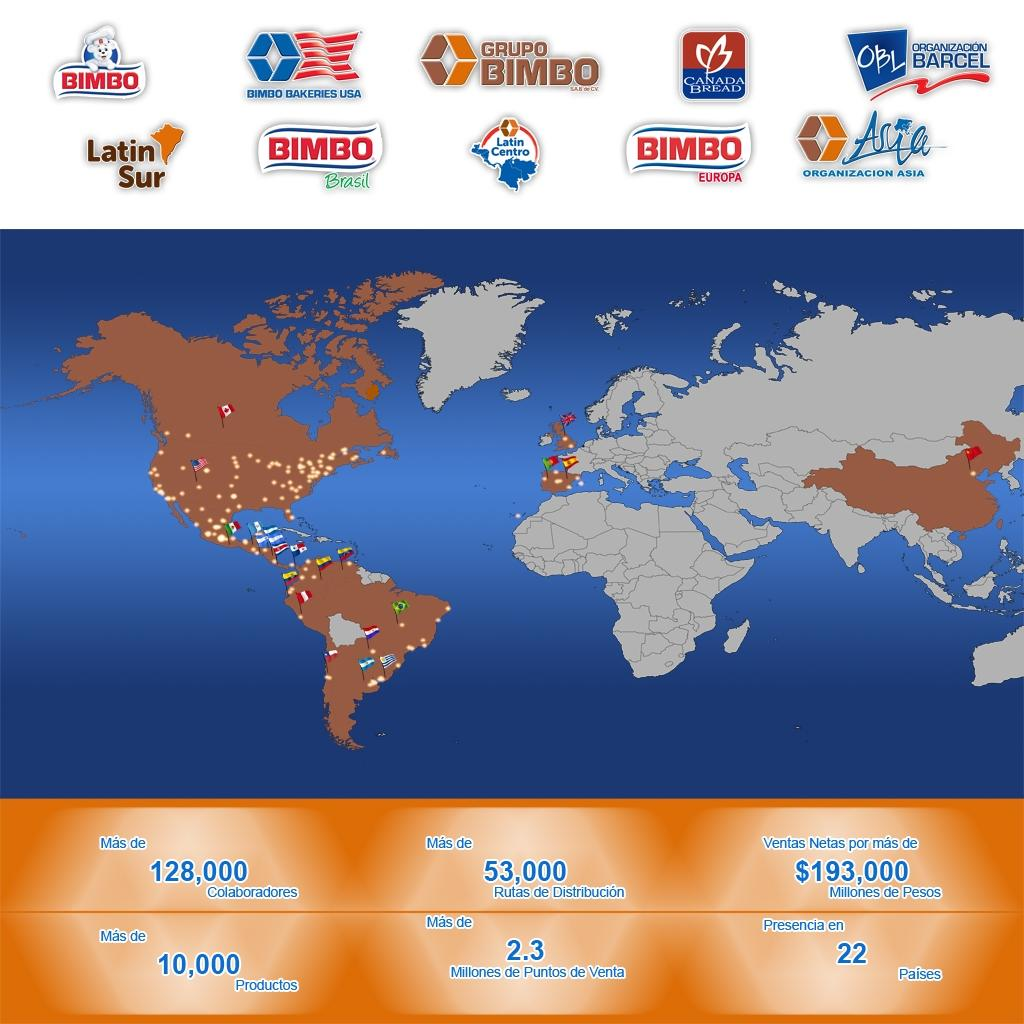 BIMBO
BIMBO BAKERIES USA
GRUPO
BIMBO
S.A.B. de C.V.
CANADA
BREAD
OBL ORGANIZACIÓN
BARCEL
Latin
Sur
BIMBO
Brasil
Latin
Centro
BIMBO
EUROPA
Asia
ORGANIZACION ASIA
Más de
128,000
Colaboradores
Más de
53,000
Rutas de Distribución
Ventas Netas por más de
$193,000
Millones de Pesos
Más de
10,000
Productos
Más de
2.3
Millones de Puntos de Venta
Presencia en
22
Países